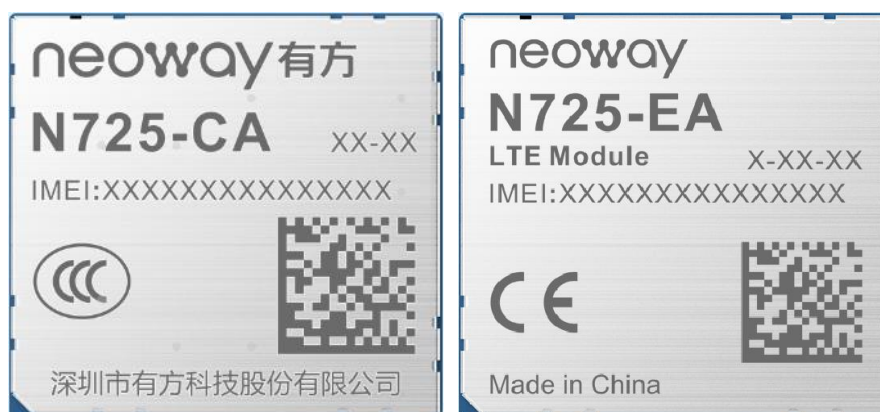 neoway有方
N725-CA XX-XX
IMEI:XXXXXXXXXXXXXXX
CCC
深圳市有方科技股份有限公司
neoway
N725-EA
LTE Module X-XX-XX
IMEI:XXXXXXXXXXXXXXX
CE
Made in China